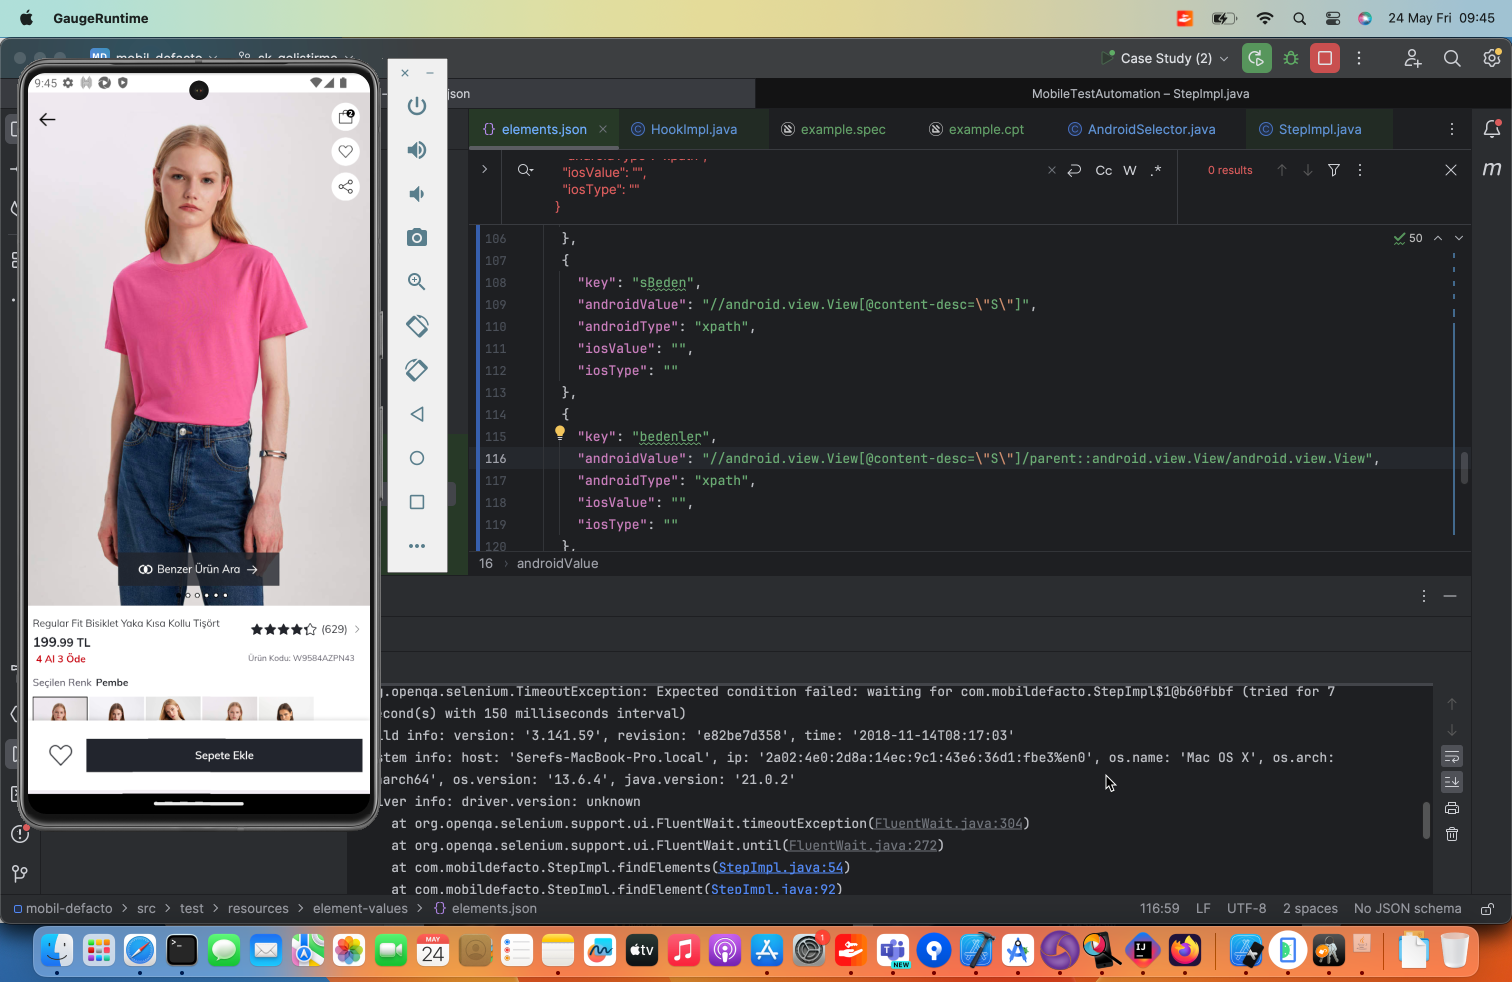 GaugeRuntime
24 May Fri 09:45
mobil_defacto
sk_gelistirme
Case Study (2)
json
MobileTestAutomation – StepImpl.java
elements.json
HookImpl.java
example.spec
example.cpt
AndroidSelector.java
StepImpl.java
"iosValue": "",
"iosType": ""
}
Cc W .*
0 results
106 },
50
107 {
108 "key": "sBeden",
109 "androidValue": "//android.view.View[@content-desc=\"S\"]",
110 "androidType": "xpath",
111 "iosValue": "",
112 "iosType": ""
113 },
114 {
115 "key": "bedenler",
116 "androidValue": "//android.view.View[@content-desc=\"S\"]/parent::android.view.View/android.view.View",
117 "androidType": "xpath",
118 "iosValue": "",
119 "iosType": ""
120 },
16 › androidValue
9:45
Benzer Ürün Ara →
Regular Fit Bisiklet Yaka Kısa Kollu Tişört
199.99 TL
(629)
4 Al 3 Öde
Ürün Kodu: W9584AZPN43
Seçilen Renk Pembe
Sepete Ekle
g.openqa.selenium.TimeoutException: Expected condition failed: waiting for com.mobildefacto.StepImpl$1@b60fbbf (tried for 7
econd(s) with 150 milliseconds interval)
ild info: version: '3.141.59', revision: 'e82be7d358', time: '2018-11-14T08:17:03'
stem info: host: 'Serefs-MacBook-Pro.local', ip: '2a02:4e0:2d8a:14ec:9c1:43e6:36d1:fbe3%en0', os.name: 'Mac OS X', os.arch:
arch64', os.version: '13.6.4', java.version: '21.0.2'
iver info: driver.version: unknown
at org.openqa.selenium.support.ui.FluentWait.timeoutException(FluentWait.java:304)
at org.openqa.selenium.support.ui.FluentWait.until(FluentWait.java:272)
at com.mobildefacto.StepImpl.findElements(StepImpl.java:54)
at com.mobildefacto.StepImpl.findElement(StepImpl.java:92)
mobil-defacto › src › test › resources › element-values › {} elements.json
116:59 LF UTF-8 2 spaces No JSON schema
MAY
24
tv
1
NEW